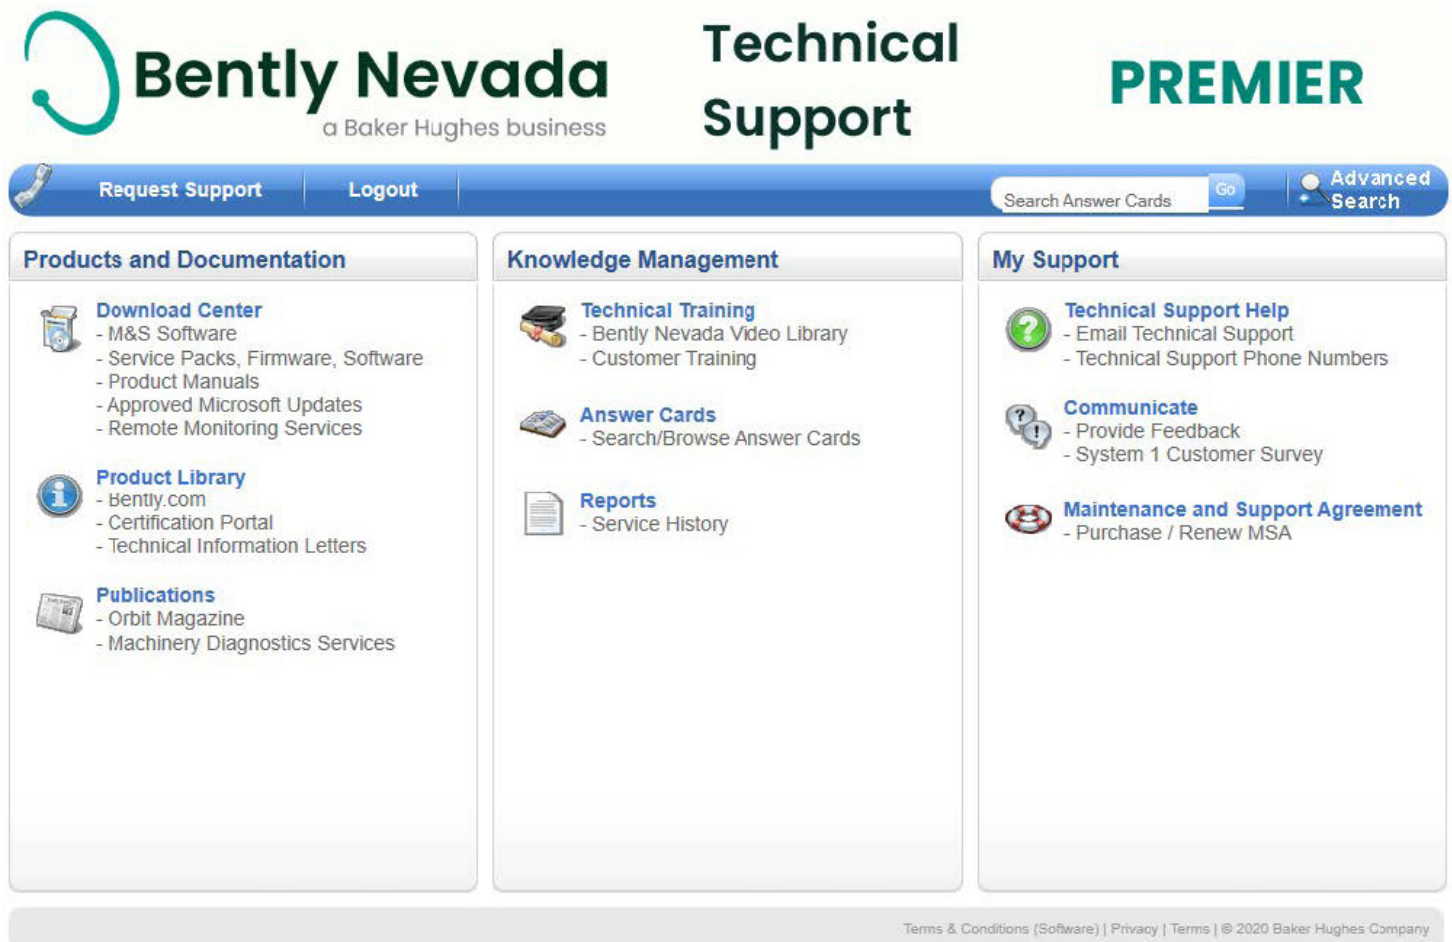 Bently Nevada
a Baker Hughes business
Technical
Support
PREMIER
Request Support
Logout
Search Answer Cards
Go
Advanced
Search
Products and Documentation
Download Center
- M&S Software
- Service Packs, Firmware, Software
- Product Manuals
- Approved Microsoft Updates
- Remote Monitoring Services
Product Library
- Bently.com
- Certification Portal
- Technical Information Letters
Publications
- Orbit Magazine
- Machinery Diagnostics Services
Knowledge Management
Technical Training
- Bently Nevada Video Library
- Customer Training
Answer Cards
- Search/Browse Answer Cards
Reports
- Service History
My Support
Technical Support Help
- Email Technical Support
- Technical Support Phone Numbers
Communicate
- Provide Feedback
- System 1 Customer Survey
Maintenance and Support Agreement
- Purchase / Renew MSA
Terms & Conditions (Software) | Privacy | Terms | © 2020 Baker Hughes Company